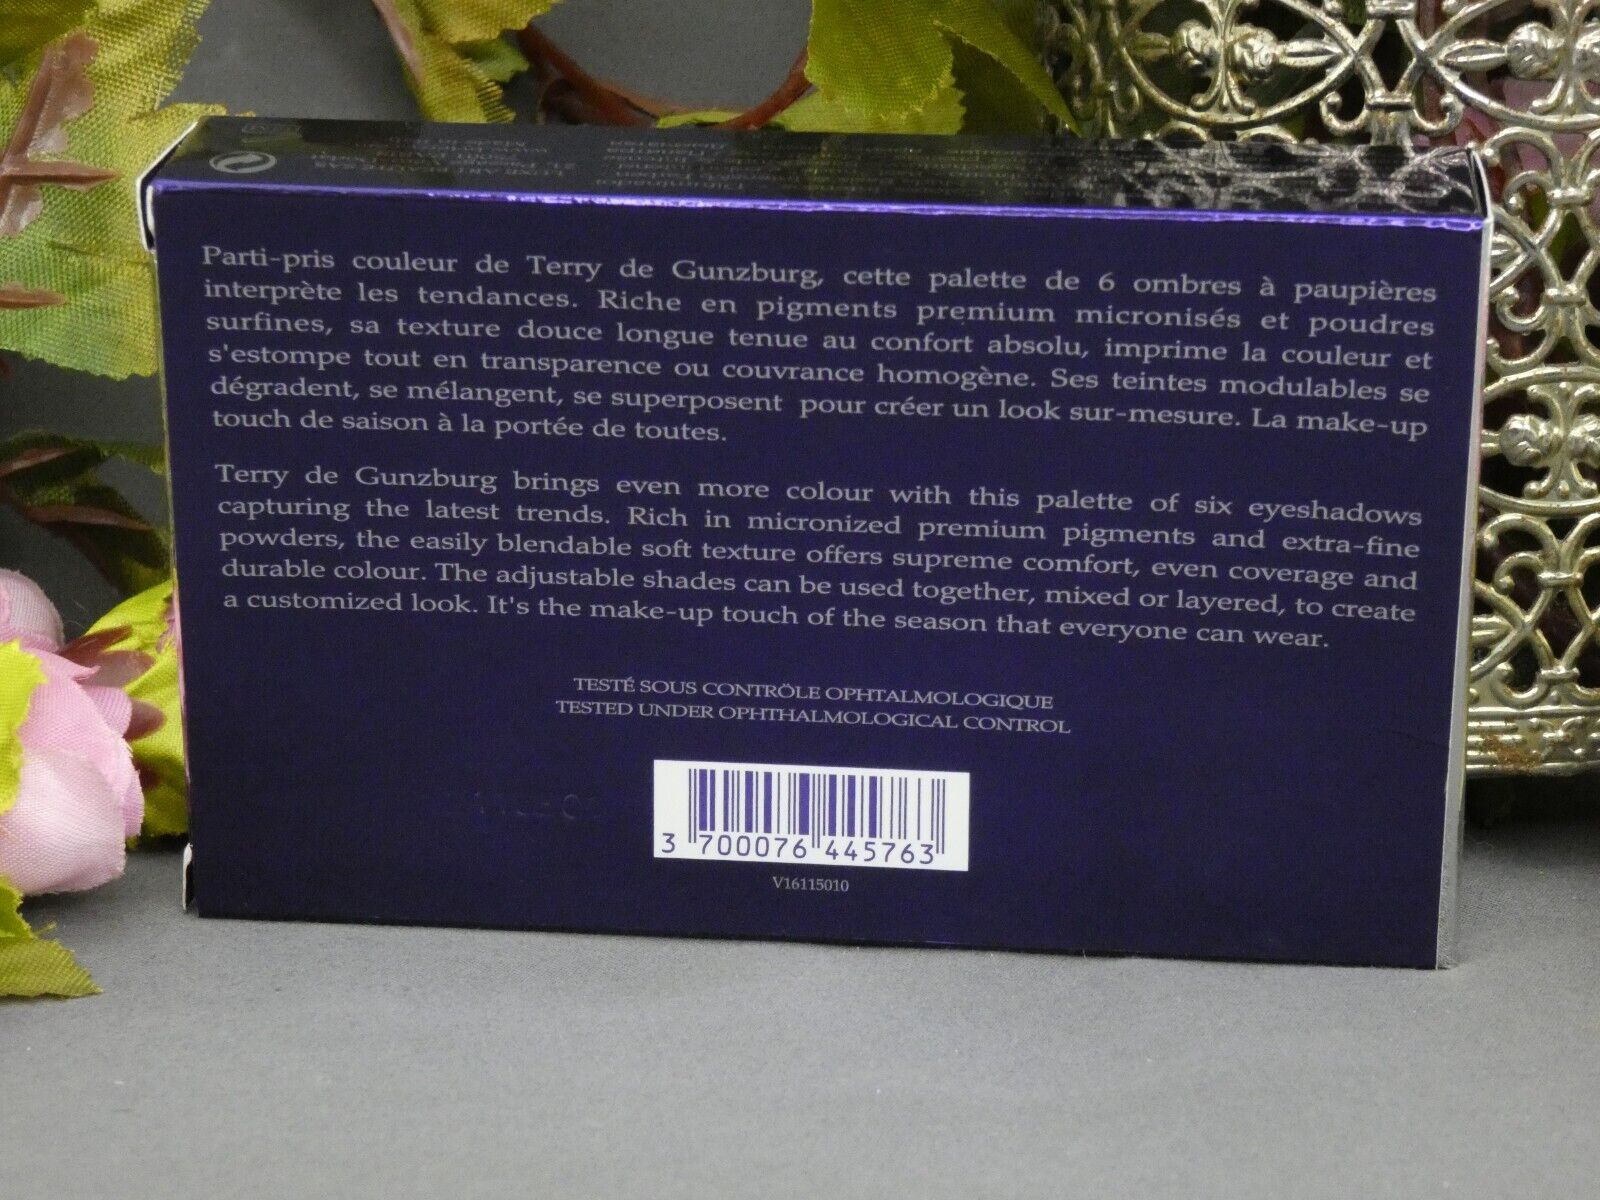 Parti-pris couleur de Terry de Gunzburg, cette palette de 6 ombres à paupières
interprète les tendances. Riche en pigments premium micronisés et poudres
surfines, sa texture douce longue tenue au confort absolu, imprime la couleur et
s'estompe tout en transparence ou couvrance homogène. Ses teintes modulables se
dégradent, se mélangent, se superposent pour créer un look sur-mesure. La make-up
touch de saison à la portée de toutes.
Terry de Gunzburg brings even more colour with this palette of six eyeshadows
capturing the latest trends. Rich in micronized premium pigments and extra-fine
powders, the easily blendable soft texture offers supreme comfort, even coverage and
durable colour. The adjustable shades can be used together, mixed or layered, to create
a customized look. It's the make-up touch of the season that everyone can wear.
TESTÉ SOUS CONTRÔLE OPHTALMOLOGIQUE
TESTED UNDER OPHTHALMOLOGICAL CONTROL
3 700076 445763
V16115010